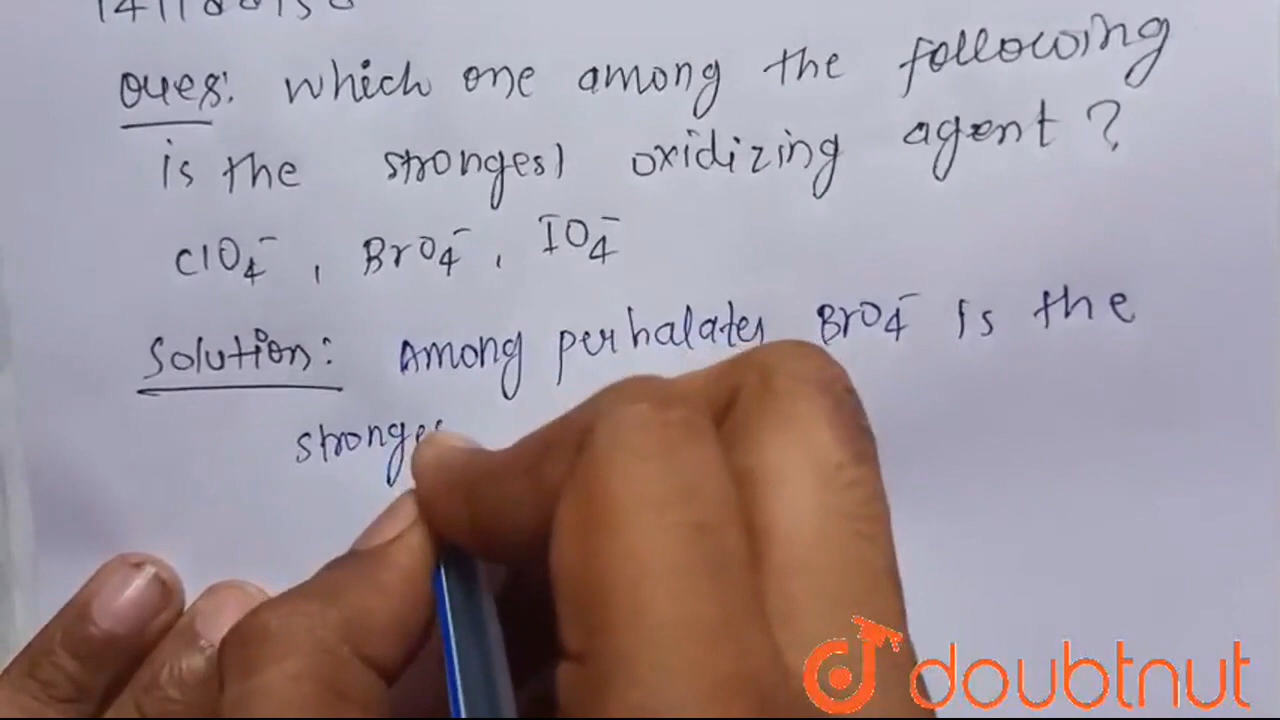 Ques: Which one among the following
is the strongest oxidizing agent?
ClO₄⁻, BrO₄⁻, IO₄⁻
Solution: Among perhalates BrO₄⁻ is the
stronges
doubtnut